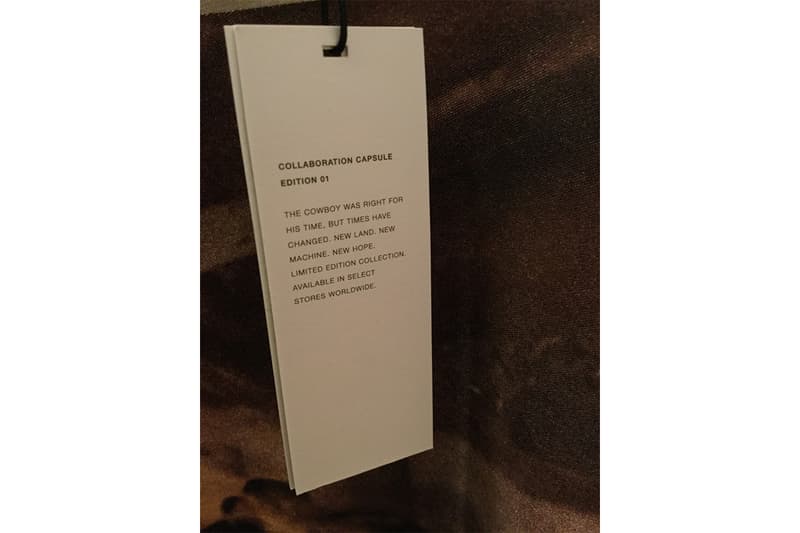 COLLABORATION CAPSULE
EDITION 01
THE COWBOY WAS RIGHT FOR
HIS TIME, BUT TIMES HAVE
CHANGED. NEW LAND. NEW
MACHINE. NEW HOPE.
LIMITED EDITION COLLECTION.
AVAILABLE IN SELECT
STORES WORLDWIDE.